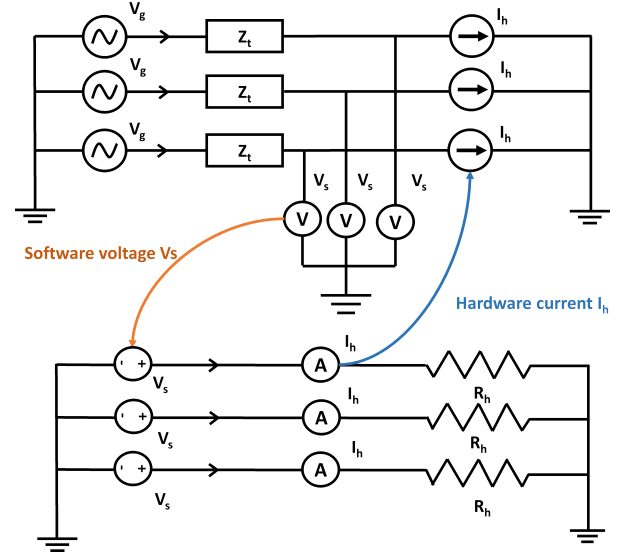 Vg
Zt
Ih
Vg
Zt
Ih
Vg
Zt
Ih
Vs
Vs
Vs
V
V
V
Software voltage Vs
Hardware current Ih
- +
Vs
A
Ih
Rh
- +
Vs
A
Ih
Rh
- +
Vs
A
Ih
Rh